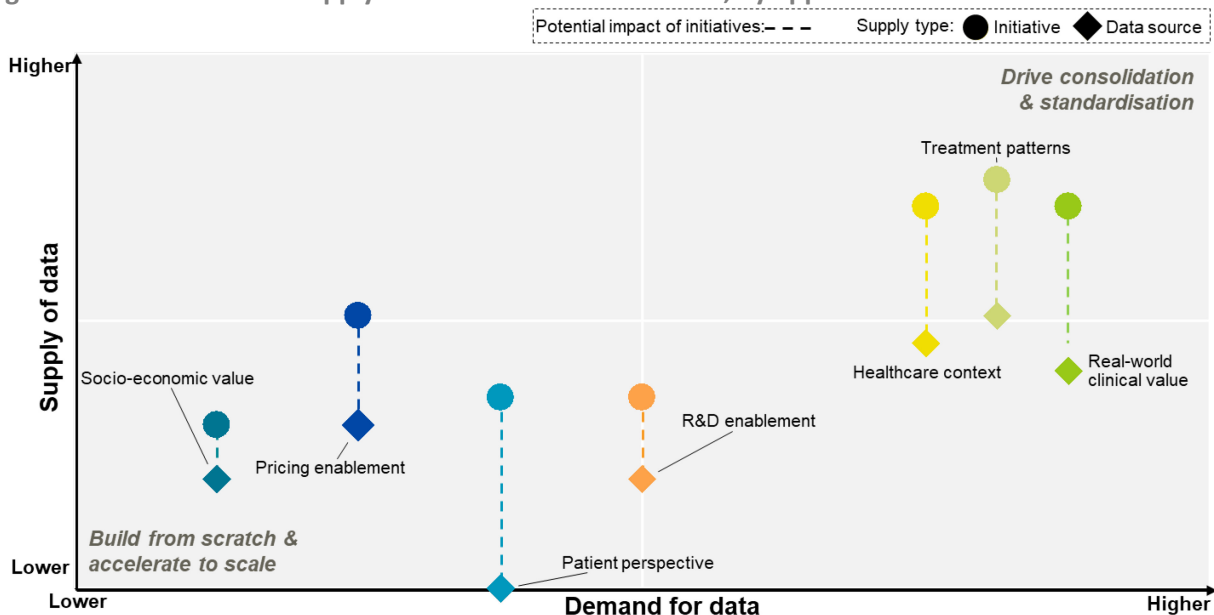 Potential impact of initiatives:
Supply type:
Initiative
Data source
Higher
Drive consolidation
& standardisation
Treatment patterns
Supply of data
Socio-economic value
Healthcare context
Real-world
clinical value
R&D enablement
Pricing enablement
Build from scratch &
accelerate to scale
Patient perspective
Lower
Lower
Demand for data
Higher